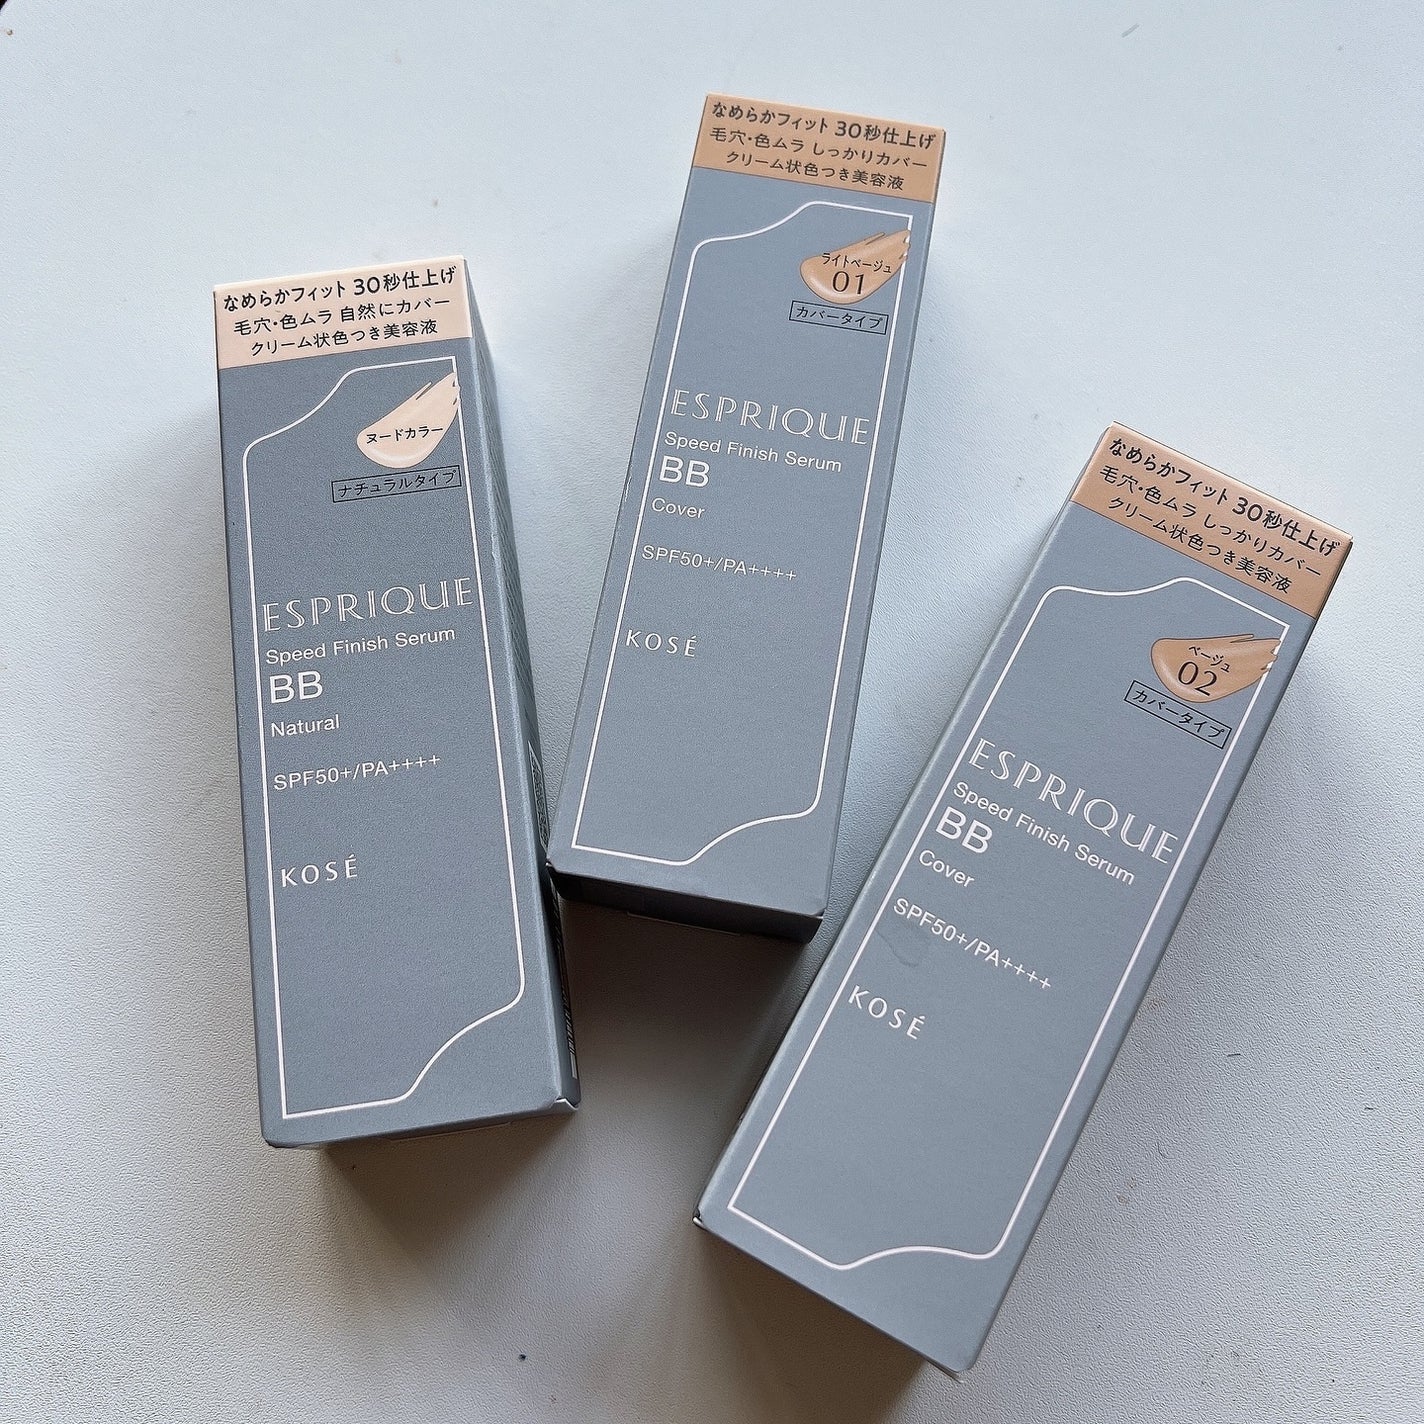 なめらかフィット 30秒仕上げ
毛穴・色ムラ 自然にカバー
クリーム状色つき美容液
ヌードカラー
ナチュラルタイプ
ESPRIQUE
Speed Finish Serum
BB
Natural
SPF50+/PA++++
KOSÉ
なめらかフィット 30秒仕上げ
毛穴・色ムラ しっかりカバー
クリーム状色つき美容液
ライトベージュ
01
カバータイプ
ESPRIQUE
Speed Finish Serum
BB
Cover
SPF50+/PA++++
KOSÉ
なめらかフィット 30秒仕上げ
毛穴・色ムラ しっかりカバー
クリーム状色つき美容液
ベージュ
02
カバータイプ
ESPRIQUE
Speed Finish Serum
BB
Cover
SPF50+/PA++++
KOSÉ